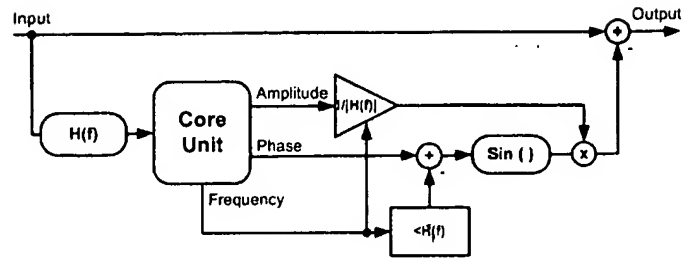 Input
Output
+
Amplitude
1/|H(f)|
H(f)
Core
Unit
Phase
+
Sin ( )
x
Frequency
<H(f)